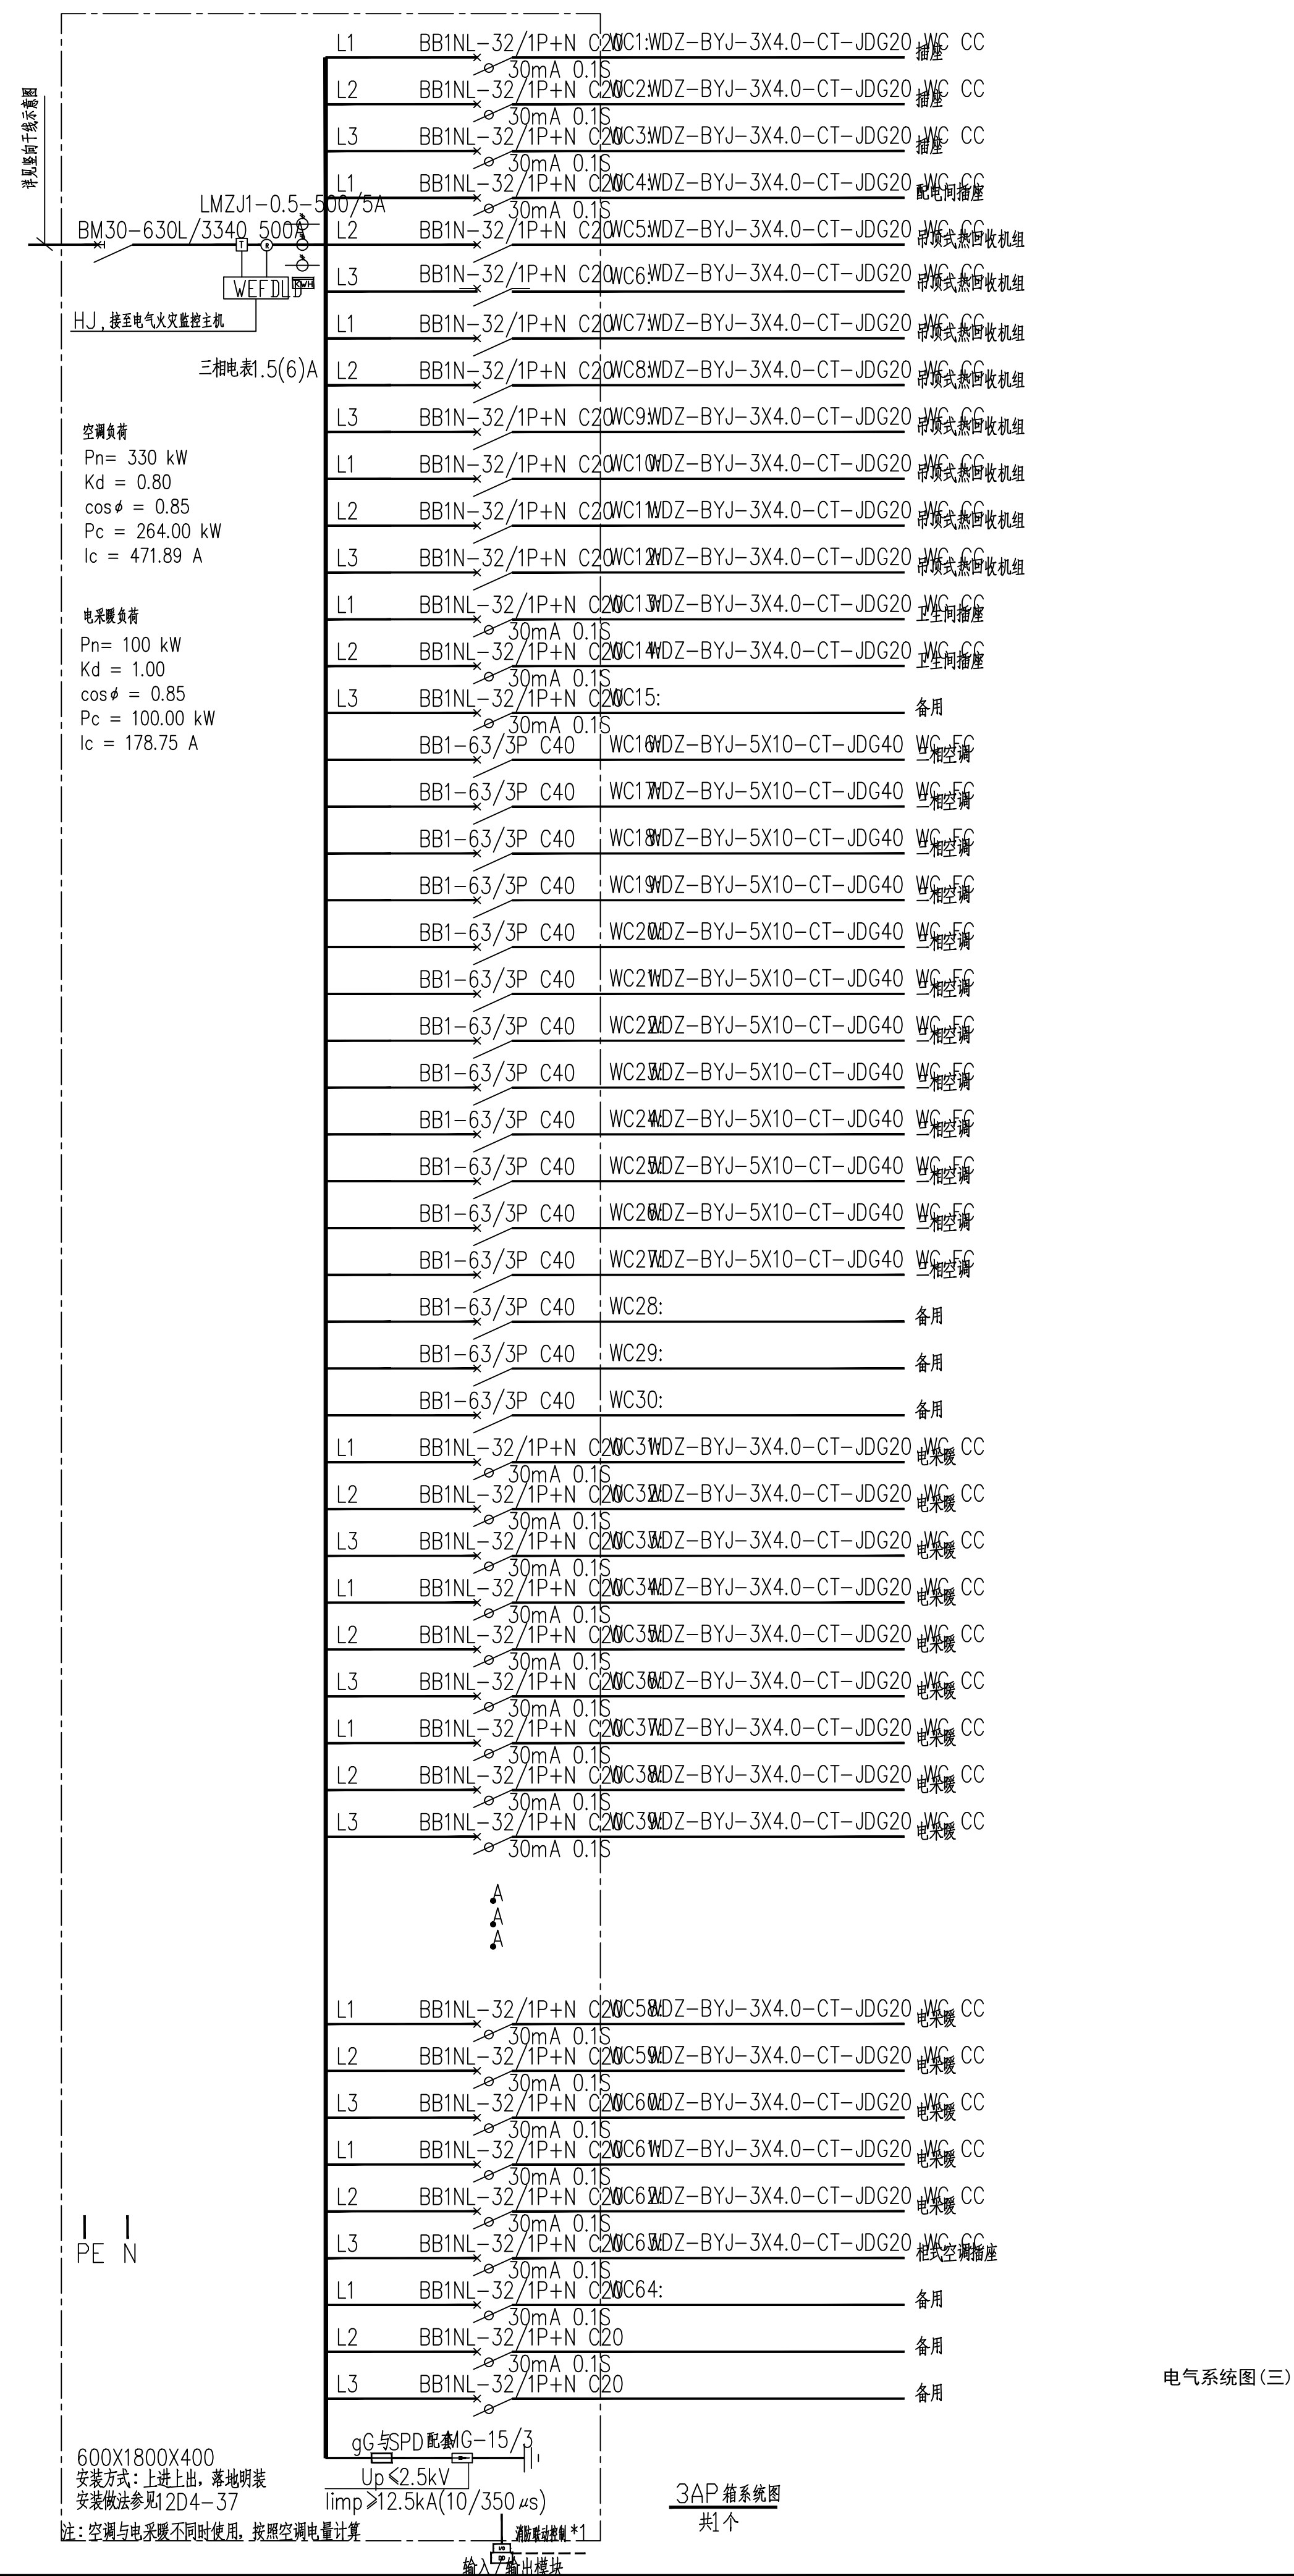 详见竖向干线示意图
LMZJ1-0.5-500/5A
BM30-630L/3340 500A
T
R
WEFDLD
KWH
HJ，接至电气火灾监控主机
三相电表1.5(6)A
空调负荷
Pn= 330 kW
Kd = 0.80
cosφ = 0.85
Pc = 264.00 kW
Ic = 471.89 A
电采暖负荷
Pn= 100 kW
Kd = 1.00
cosφ = 0.85
Pc = 100.00 kW
Ic = 178.75 A
L1 BB1NL-32/1P+N C20 WC1:WDZ-BYJ-3X4.0-CT-JDG20 WC CC 插座
30mA 0.1S
L2 BB1NL-32/1P+N C20 WC2:WDZ-BYJ-3X4.0-CT-JDG20 WC CC 插座
30mA 0.1S
L3 BB1NL-32/1P+N C20 WC3:WDZ-BYJ-3X4.0-CT-JDG20 WC CC 插座
30mA 0.1S
L1 BB1NL-32/1P+N C20 WC4:WDZ-BYJ-3X4.0-CT-JDG20 WC CC 配电间插座
30mA 0.1S
L2 BB1N-32/1P+N C20 WC5:WDZ-BYJ-3X4.0-CT-JDG20 WC CC 吊顶式热回收机组
L3 BB1N-32/1P+N C20 WC6:WDZ-BYJ-3X4.0-CT-JDG20 WC CC 吊顶式热回收机组
L1 BB1N-32/1P+N C20 WC7:WDZ-BYJ-3X4.0-CT-JDG20 WC CC 吊顶式热回收机组
L2 BB1N-32/1P+N C20 WC8:WDZ-BYJ-3X4.0-CT-JDG20 WC CC 吊顶式热回收机组
L3 BB1N-32/1P+N C20 WC9:WDZ-BYJ-3X4.0-CT-JDG20 WC CC 吊顶式热回收机组
L1 BB1N-32/1P+N C20 WC10:WDZ-BYJ-3X4.0-CT-JDG20 WC CC 吊顶式热回收机组
L2 BB1N-32/1P+N C20 WC11:WDZ-BYJ-3X4.0-CT-JDG20 WC CC 吊顶式热回收机组
L3 BB1N-32/1P+N C20 WC12:WDZ-BYJ-3X4.0-CT-JDG20 WC CC 吊顶式热回收机组
L1 BB1NL-32/1P+N C20 WC13:WDZ-BYJ-3X4.0-CT-JDG20 WC CC 卫生间插座
30mA 0.1S
L2 BB1NL-32/1P+N C20 WC14:WDZ-BYJ-3X4.0-CT-JDG20 WC CC 卫生间插座
30mA 0.1S
L3 BB1NL-32/1P+N C20 WC15: 备用
30mA 0.1S
BB1-63/3P C40 WC16:WDZ-BYJ-5X10-CT-JDG40 WC FC 三相空调
BB1-63/3P C40 WC17:WDZ-BYJ-5X10-CT-JDG40 WC FC 三相空调
BB1-63/3P C40 WC18:WDZ-BYJ-5X10-CT-JDG40 WC FC 三相空调
BB1-63/3P C40 WC19:WDZ-BYJ-5X10-CT-JDG40 WC FC 三相空调
BB1-63/3P C40 WC20:WDZ-BYJ-5X10-CT-JDG40 WC FC 三相空调
BB1-63/3P C40 WC21:WDZ-BYJ-5X10-CT-JDG40 WC FC 三相空调
BB1-63/3P C40 WC22:WDZ-BYJ-5X10-CT-JDG40 WC FC 三相空调
BB1-63/3P C40 WC23:WDZ-BYJ-5X10-CT-JDG40 WC FC 三相空调
BB1-63/3P C40 WC24:WDZ-BYJ-5X10-CT-JDG40 WC FC 三相空调
BB1-63/3P C40 WC25:WDZ-BYJ-5X10-CT-JDG40 WC FC 三相空调
BB1-63/3P C40 WC26:WDZ-BYJ-5X10-CT-JDG40 WC FC 三相空调
BB1-63/3P C40 WC27:WDZ-BYJ-5X10-CT-JDG40 WC FC 三相空调
BB1-63/3P C40 WC28: 备用
BB1-63/3P C40 WC29: 备用
BB1-63/3P C40 WC30: 备用
L1 BB1NL-32/1P+N C20 WC31:WDZ-BYJ-3X4.0-CT-JDG20 WC CC 电采暖
30mA 0.1S
L2 BB1NL-32/1P+N C20 WC32:WDZ-BYJ-3X4.0-CT-JDG20 WC CC 电采暖
30mA 0.1S
L3 BB1NL-32/1P+N C20 WC33:WDZ-BYJ-3X4.0-CT-JDG20 WC CC 电采暖
30mA 0.1S
L1 BB1NL-32/1P+N C20 WC34:WDZ-BYJ-3X4.0-CT-JDG20 WC CC 电采暖
30mA 0.1S
L2 BB1NL-32/1P+N C20 WC35:WDZ-BYJ-3X4.0-CT-JDG20 WC CC 电采暖
30mA 0.1S
L3 BB1NL-32/1P+N C20 WC36:WDZ-BYJ-3X4.0-CT-JDG20 WC CC 电采暖
30mA 0.1S
L1 BB1NL-32/1P+N C20 WC37:WDZ-BYJ-3X4.0-CT-JDG20 WC CC 电采暖
30mA 0.1S
L2 BB1NL-32/1P+N C20 WC38:WDZ-BYJ-3X4.0-CT-JDG20 WC CC 电采暖
30mA 0.1S
L3 BB1NL-32/1P+N C20 WC39:WDZ-BYJ-3X4.0-CT-JDG20 WC CC 电采暖
30mA 0.1S
A
A
A
L1 BB1NL-32/1P+N C20 WC58:WDZ-BYJ-3X4.0-CT-JDG20 WC CC 电采暖
30mA 0.1S
L2 BB1NL-32/1P+N C20 WC59:WDZ-BYJ-3X4.0-CT-JDG20 WC CC 电采暖
30mA 0.1S
L3 BB1NL-32/1P+N C20 WC60:WDZ-BYJ-3X4.0-CT-JDG20 WC CC 电采暖
30mA 0.1S
L1 BB1NL-32/1P+N C20 WC61:WDZ-BYJ-3X4.0-CT-JDG20 WC CC 电采暖
30mA 0.1S
L2 BB1NL-32/1P+N C20 WC62:WDZ-BYJ-3X4.0-CT-JDG20 WC CC 电采暖
30mA 0.1S
L3 BB1NL-32/1P+N C20 WC63:WDZ-BYJ-3X4.0-CT-JDG20 WC CC 柜式空调插座
30mA 0.1S
L1 BB1NL-32/1P+N C20 WC64: 备用
30mA 0.1S
L2 BB1NL-32/1P+N C20 备用
30mA 0.1S
L3 BB1NL-32/1P+N C20 备用
PE N
电气系统图(三)
gG与SPD配套 MG-15/3
Up≤2.5kV
Iimp≥12.5kA(10/350μs)
600X1800X400
安装方式：上进上出，落地明装
安装做法参见12D4-37
注：空调与电采暖不同时使用，按照空调电量计算
3AP箱系统图
共1个
消防联动控制*1
输入/输出模块